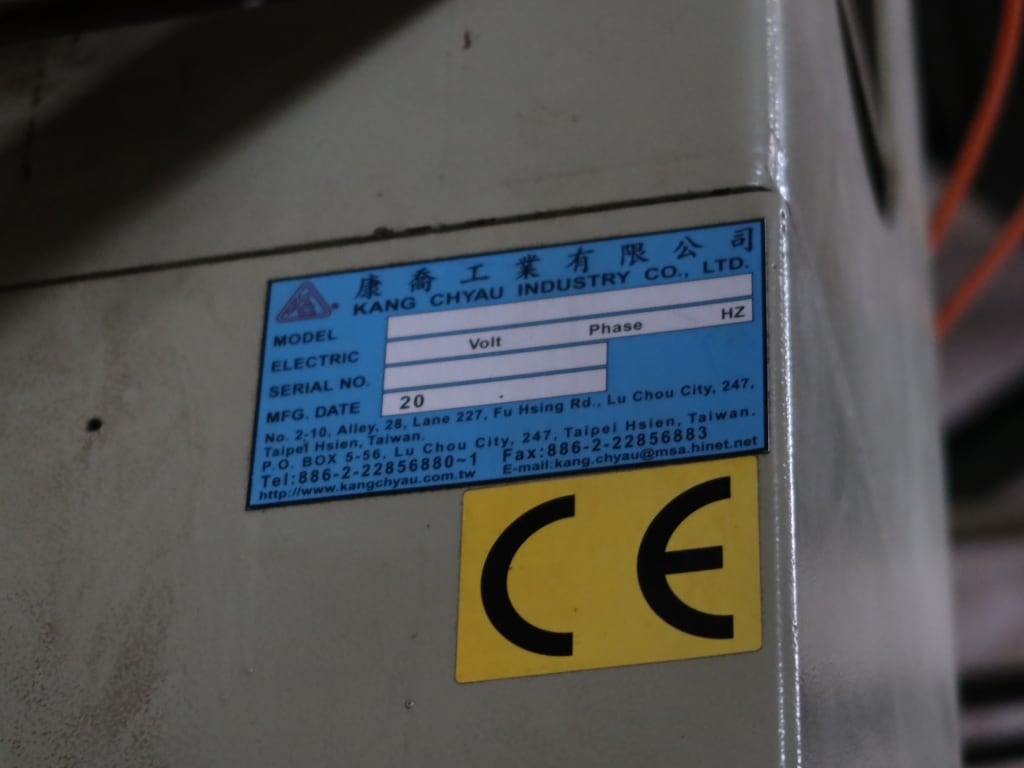 康喬工業有限公司
KANG CHYAU INDUSTRY CO., LTD.
MODEL
ELECTRIC Volt Phase HZ
SERIAL NO.
MFG. DATE 20 .
No. 2-10, Alley, 28, Lane 227, Fu Hsing Rd., Lu Chou City, 247,
Taipei Hsien, Taiwan.
P.O. BOX 5-56, Lu Chou City, 247, Taipei Hsien, Taiwan.
Tel:886-2-22856880~1 Fax:886-2-22856883
http://www.kangchyau.com.tw E-mail:kang.chyau@msa.hinet.net
CE